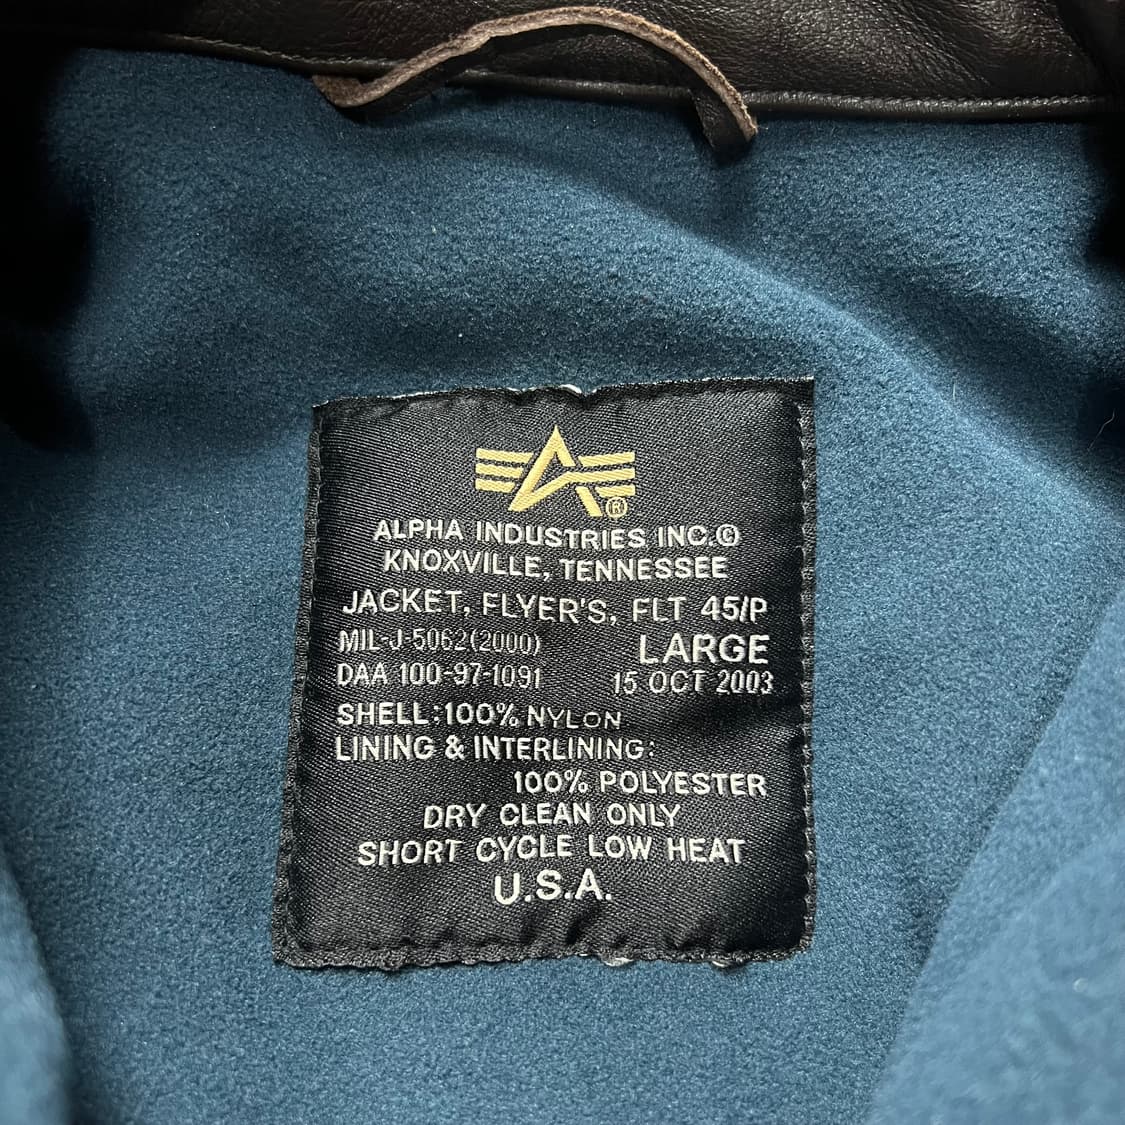 ®
ALPHA INDUSTRIES INC.©
KNOXVILLE, TENNESSEE
JACKET, FLYER'S, FLT 45/P
MIL-J-5062(2000) LARGE
DAA 100-97-1091 15 OCT 2003
SHELL:100% NYLON
LINING & INTERLINING:
100% POLYESTER
DRY CLEAN ONLY
SHORT CYCLE LOW HEAT
U.S.A.